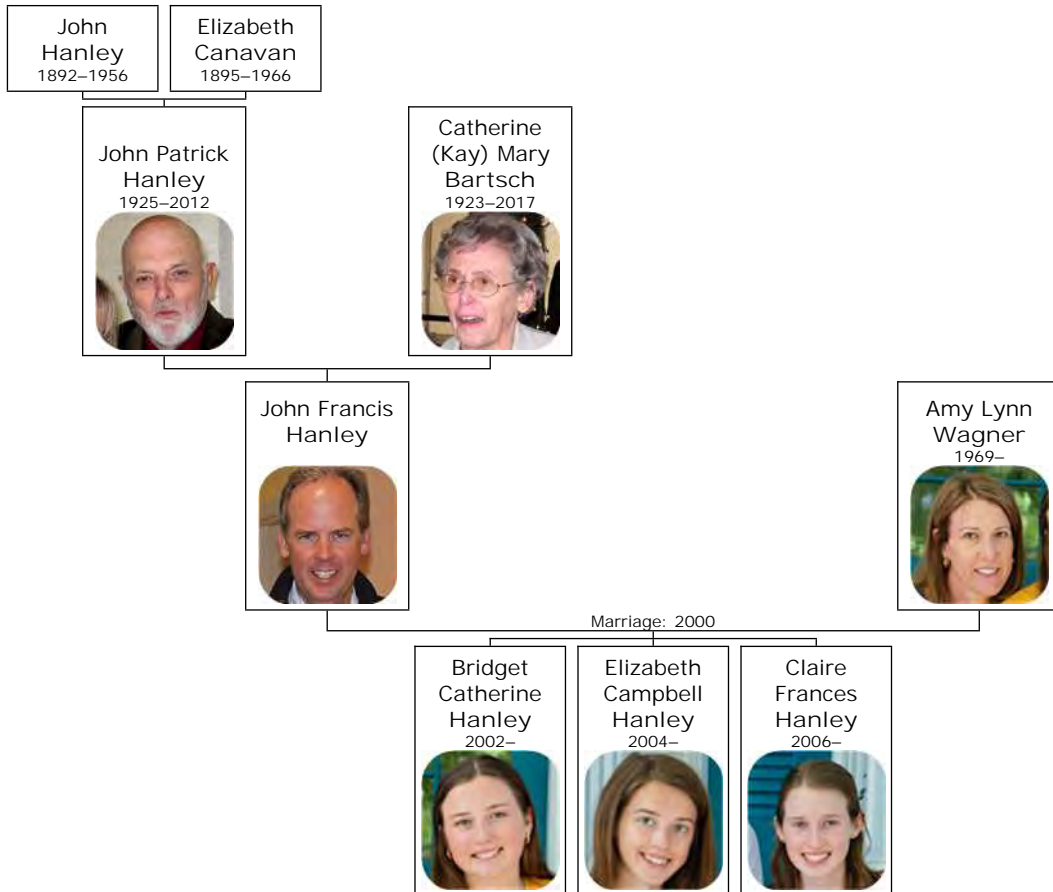 John
Hanley
1892–1956
Elizabeth
Canavan
1895–1966
John Patrick
Hanley
1925–2012
Catherine
(Kay) Mary
Bartsch
1923–2017
John Francis
Hanley
Amy Lynn
Wagner
1969–
Marriage: 2000
Bridget
Catherine
Hanley
2002–
Elizabeth
Campbell
Hanley
2004–
Claire
Frances
Hanley
2006–